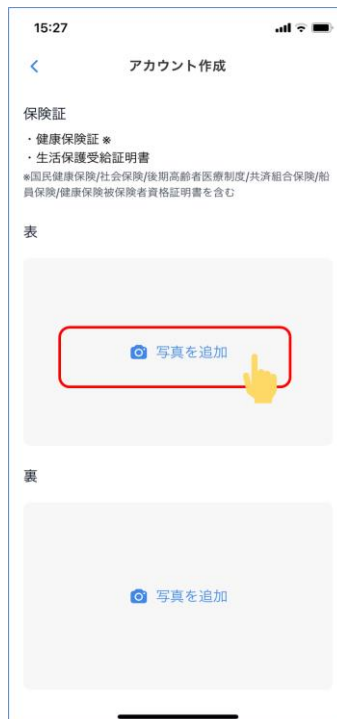 15:27
アカウント作成
保険証
・健康保険証 ※
・生活保護受給証明書
※国民健康保険/社会保険/後期高齢者医療制度/共済組合保険/船
員保険/健康保険被保険者資格証明書を含む
表
写真を追加
裏
写真を追加